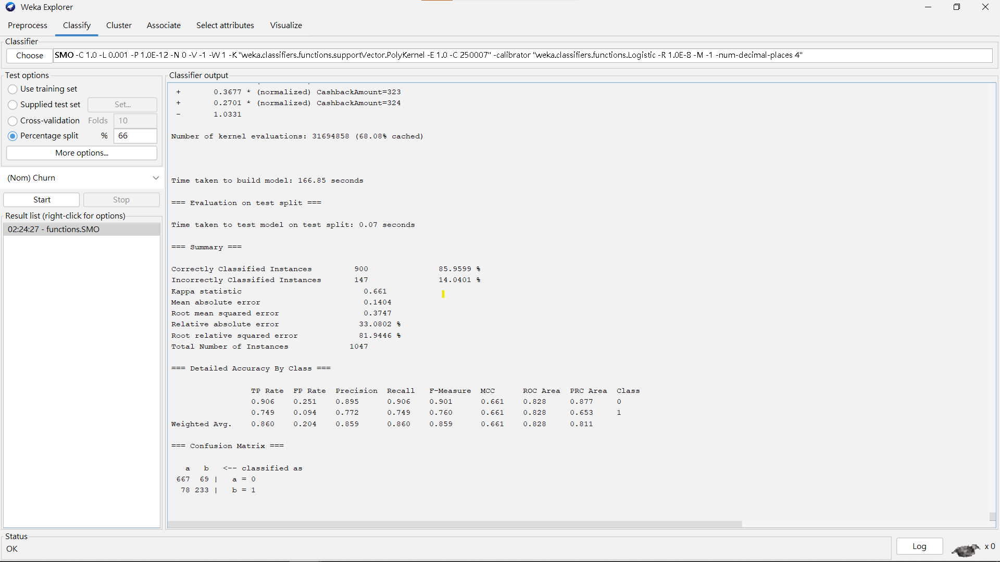 Weka Explorer
Preprocess Classify Cluster Associate Select attributes Visualize
Classifier
Choose SMO -C 1.0 -L 0.001 -P 1.0E-12 -N 0 -V -1 -W 1 -K "weka.classifiers.functions.supportVector.PolyKernel -E 1.0 -C 250007" -calibrator "weka.classifiers.functions.Logistic -R 1.0E-8 -M -1 -num-decimal-places 4"
Test options
Use training set
Supplied test set Set...
Cross-validation Folds 10
Percentage split % 66
More options...
(Nom) Churn
Start Stop
Result list (right-click for options)
02:24:27 - functions.SMO
Classifier output
+ 0.3677 * (normalized) CashbackAmount=323
+ 0.2701 * (normalized) CashbackAmount=324
- 1.0331
Number of kernel evaluations: 31694858 (68.08% cached)
Time taken to build model: 166.85 seconds
=== Evaluation on test split ===
Time taken to test model on test split: 0.07 seconds
=== Summary ===
Correctly Classified Instances 900 85.9599 %
Incorrectly Classified Instances 147 14.0401 %
Kappa statistic 0.661
Mean absolute error 0.1404
Root mean squared error 0.3747
Relative absolute error 33.0802 %
Root relative squared error 81.9446 %
Total Number of Instances 1047
=== Detailed Accuracy By Class ===
TP Rate FP Rate Precision Recall F-Measure MCC ROC Area PRC Area Class
0.906 0.251 0.895 0.906 0.901 0.661 0.828 0.877 0
0.749 0.094 0.772 0.749 0.760 0.661 0.828 0.653 1
Weighted Avg. 0.860 0.204 0.859 0.860 0.859 0.661 0.828 0.811
=== Confusion Matrix ===
a b <-- classified as
667 69 | a = 0
78 233 | b = 1
Status
OK
Log x 0